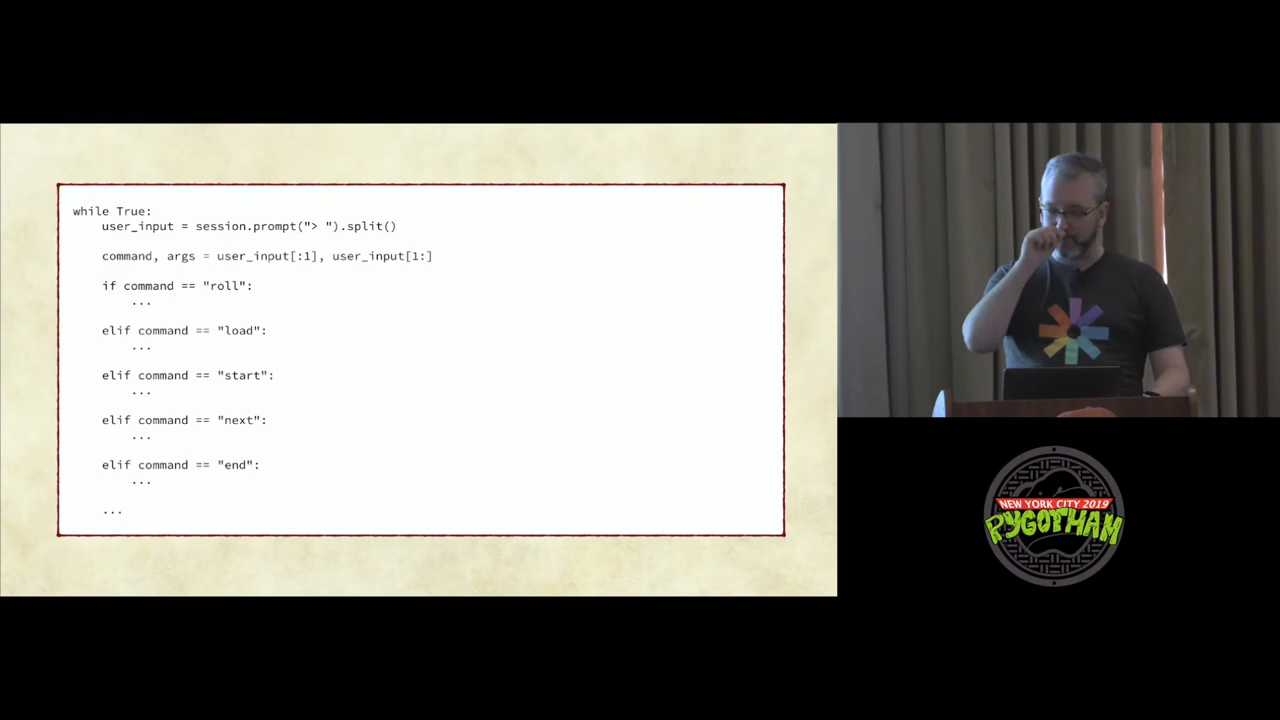 while True:
user_input = session.prompt("> ").split()
command, args = user_input[:1], user_input[1:]
if command == "roll":
...
elif command == "load":
...
elif command == "start":
...
elif command == "next":
...
elif command == "end":
...
...
NEW YORK CITY 2019
PYGOTHAM